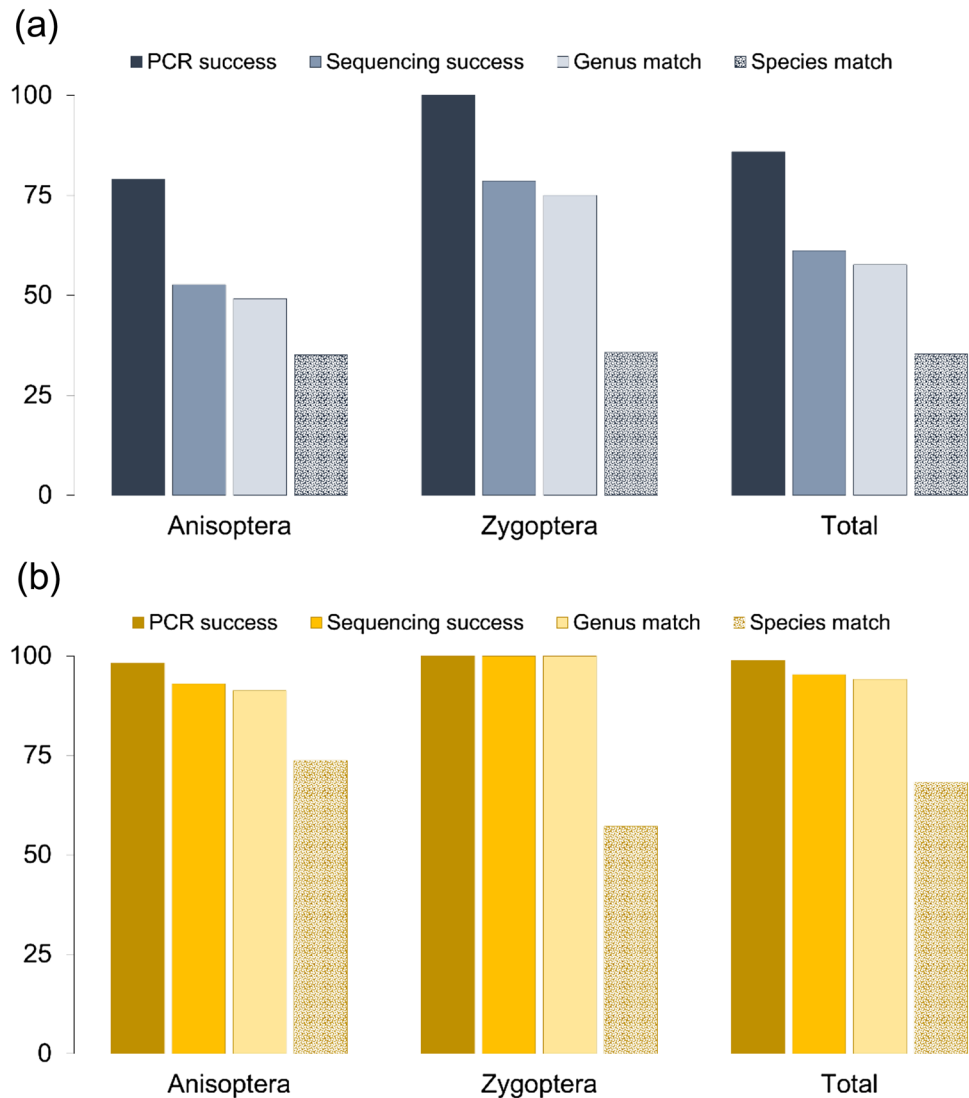 (a)
PCR success Sequencing success Genus match Species match
100
75
50
25
0
Anisoptera Zygoptera Total
(b)
PCR success Sequencing success Genus match Species match
100
75
50
25
0
Anisoptera Zygoptera Total